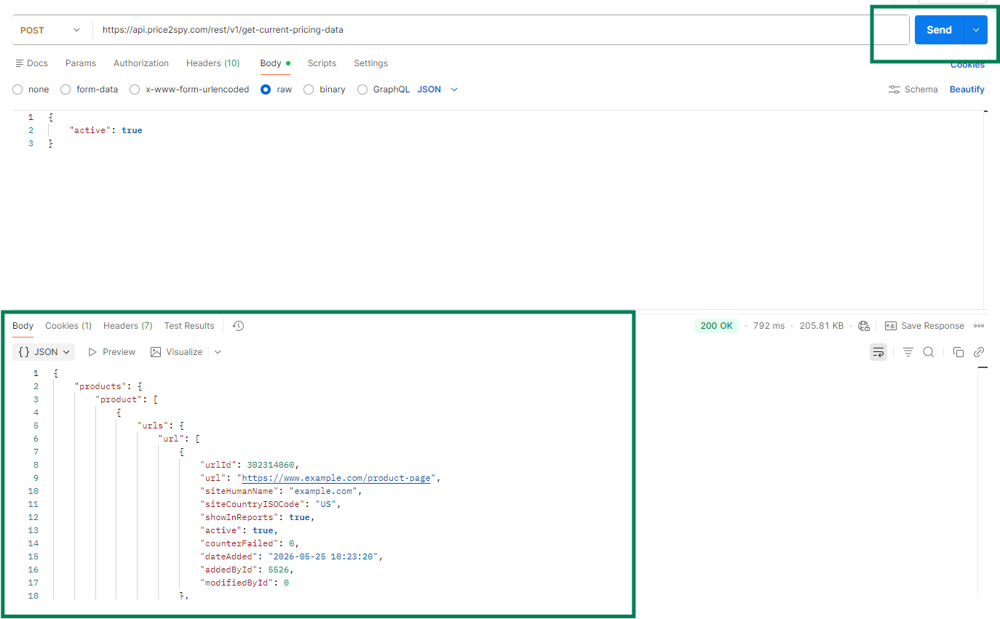 POST https://api.price2spy.com/rest/v1/get-current-pricing-data Send
Docs Params Authorization Headers (10) Body Scripts Settings Cookies
none form-data x-www-form-urlencoded raw binary GraphQL JSON Schema Beautify
1 {
2 "active": true
3 }
Body Cookies (1) Headers (7) Test Results 200 OK 792 ms 205.81 KB e.g. Save Response
{} JSON Preview Visualize
1 {
2 "products": {
3 "product": [
4 {
5 "urls": {
6 "url": [
7 {
8 "urlId": 302314060,
9 "url": "https://www.example.com/product-page",
10 "siteHumanName": "example.com",
11 "siteCountryISOCode": "US",
12 "showInReports": true,
13 "active": true,
14 "counterFailed": 0,
15 "dateAdded": "2026-05-25 10:23:20",
16 "addedById": 5526,
17 "modifiedById": 0
18 },